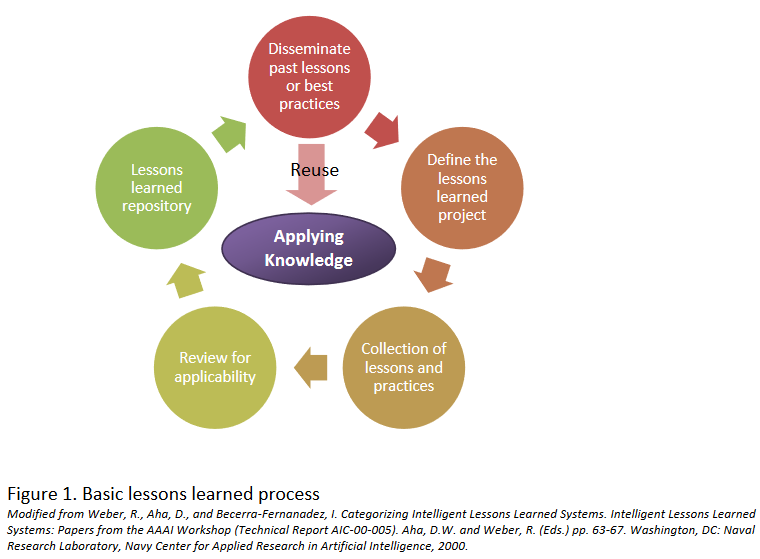 Disseminate
past lessons
or best
practices
Reuse
Define the
lessons
learned
project
Lessons
learned
repository
Applying
Knowledge
Collection of
lessons and
practices
Review for
applicability
Figure 1. Basic lessons learned process
Modified from Weber, R., Aha, D., and Becerra-Fernanadez, I. Categorizing Intelligent Lessons Learned Systems. Intelligent Lessons Learned
Systems: Papers from the AAAI Workshop (Technical Report AIC-00-005). Aha, D.W. and Weber, R. (Eds.) pp. 63-67. Washington, DC: Naval
Research Laboratory, Navy Center for Applied Research in Artificial Intelligence, 2000.